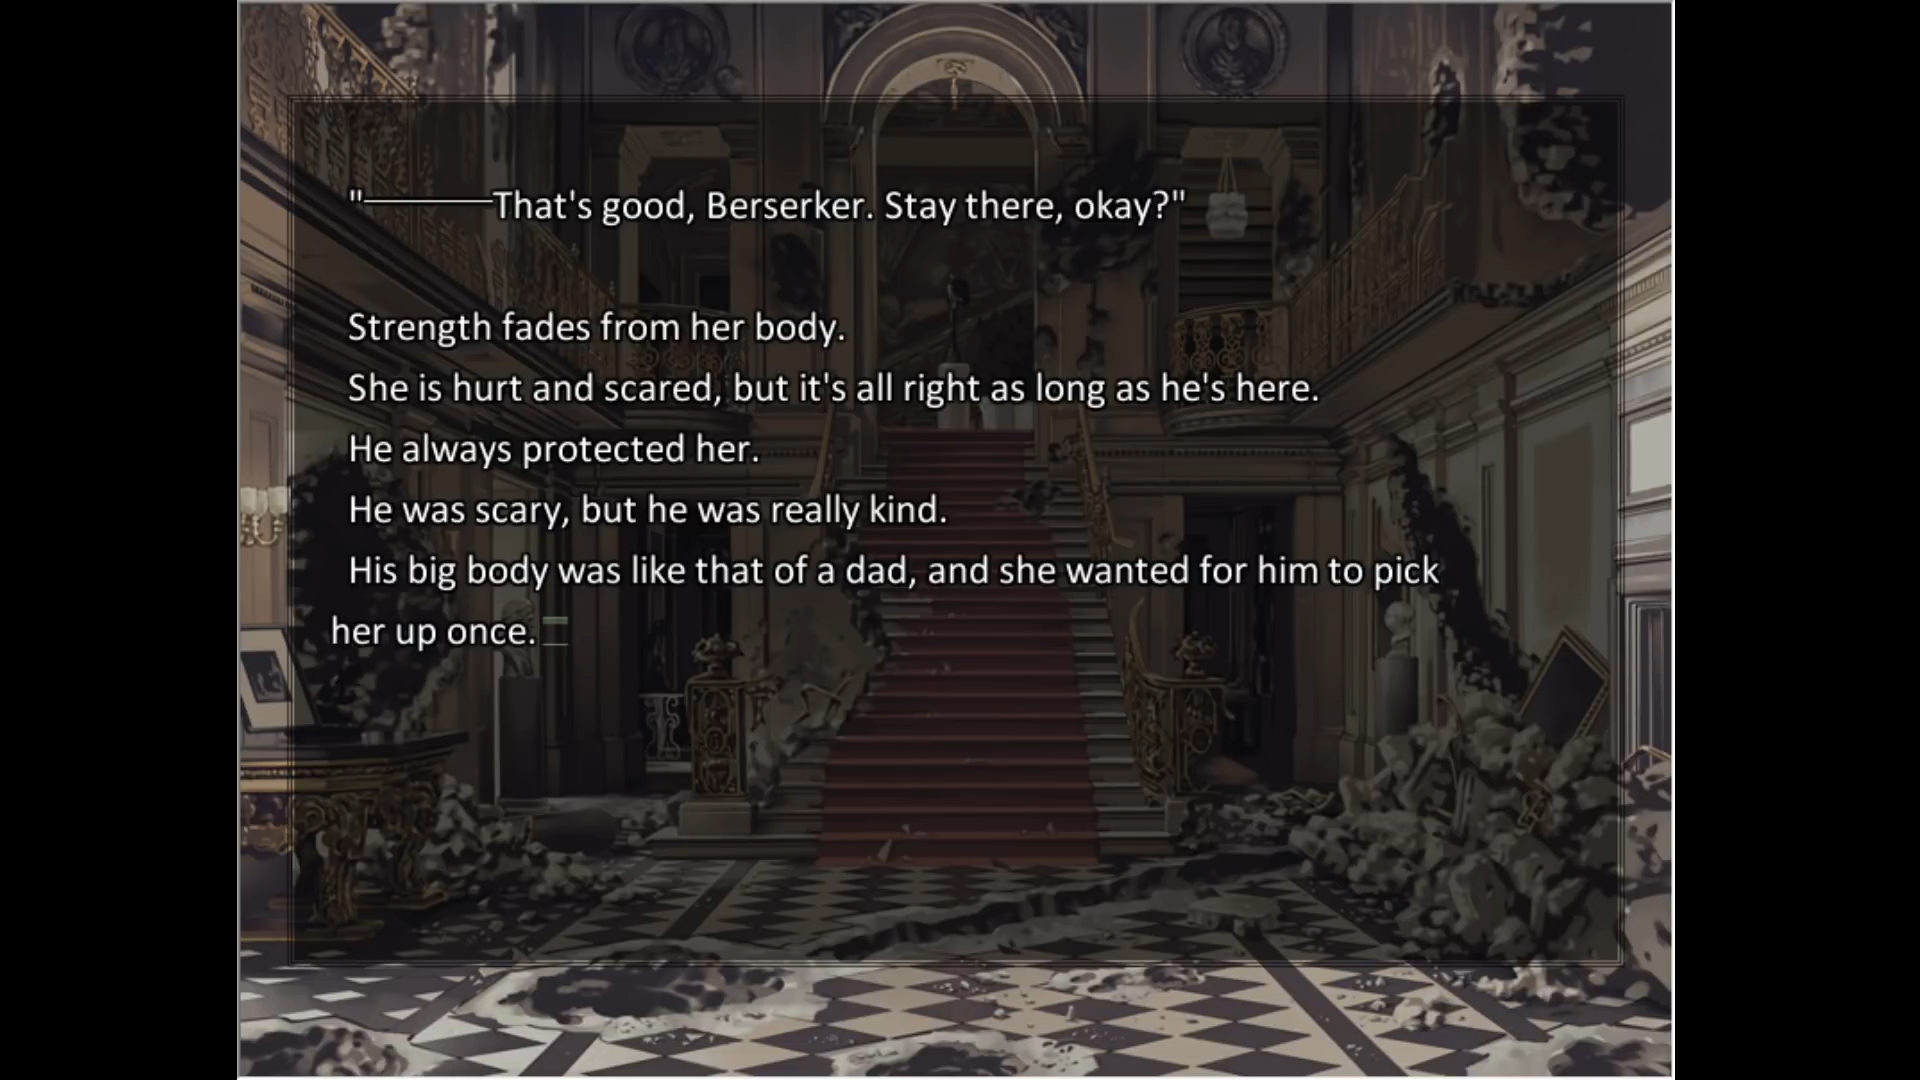 "————That's good, Berserker. Stay there, okay?"
Strength fades from her body.
She is hurt and scared, but it's all right as long as he's here.
He always protected her.
He was scary, but he was really kind.
His big body was like that of a dad, and she wanted for him to pick
her up once.